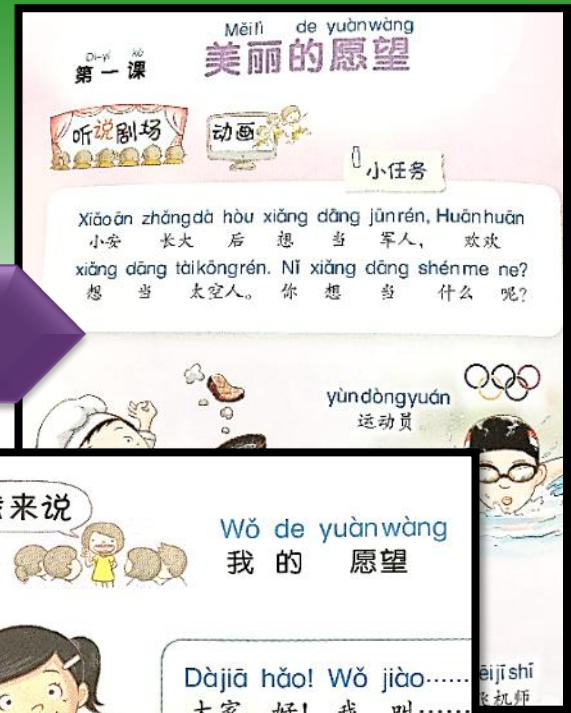 Měilì de yuànwàng
Dì-yī kè
第一课 美丽的愿望
听说剧场 动画
小任务
Xiǎo'ān zhǎngdà hòu xiǎng dāng jūnrén, Huānhuan
小安 长大 后 想 当 军人， 欢欢
xiǎng dāng tàikōngrén. Nǐ xiǎng dāng shénme ne?
想 当 太空人。 你 想 当 什么 呢？
yùndòngyuán
运动员
来说
Wǒ de yuànwàng
我 的 愿望
Dàjiā hǎo! Wǒ jiào……
大家 好！ 我 叫……
ēijīshī
机师